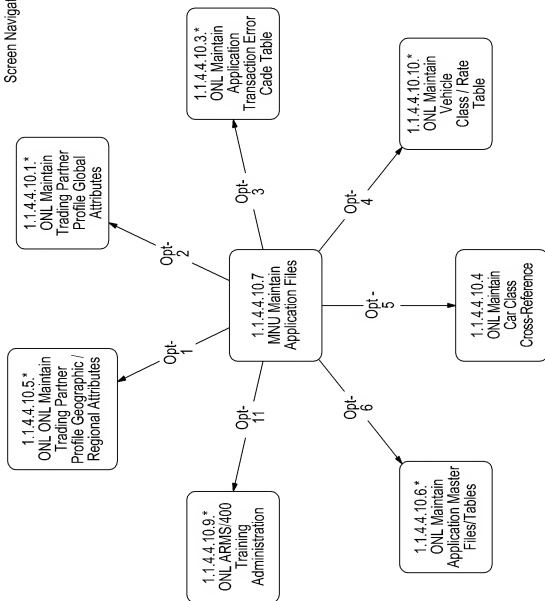 Screen Navigat
1.1.4.4.10.5.*
ONL ONL Maintain
Trading Partner
Profile Geographic /
Regional Attributes
1.1.4.4.10.1.*
ONL Maintain
Trading Partner
Profile Global
Attributes
1.1.4.4.10.3.*
ONL Maintain
Application
Transaction Error
Cade Table
Opt-
1
Opt-
2
Opt-
3
1.1.4.4.10.9.*
ONL ARMS/400
Training
Administration
Opt-
11
1.1.4.4.10.7
MNU Maintain
Application Files
Opt-
4
1.1.4.4.10.10.*
ONL Maintain
Vehicle
Class / Rate
Table
Opt-
6
Opt -
5
1.1.4.4.10.6.*
ONL Maintain
Application Master
Files/Tables
1.1.4.4.10.4
ONL Maintain
Car Class
Cross-Reference